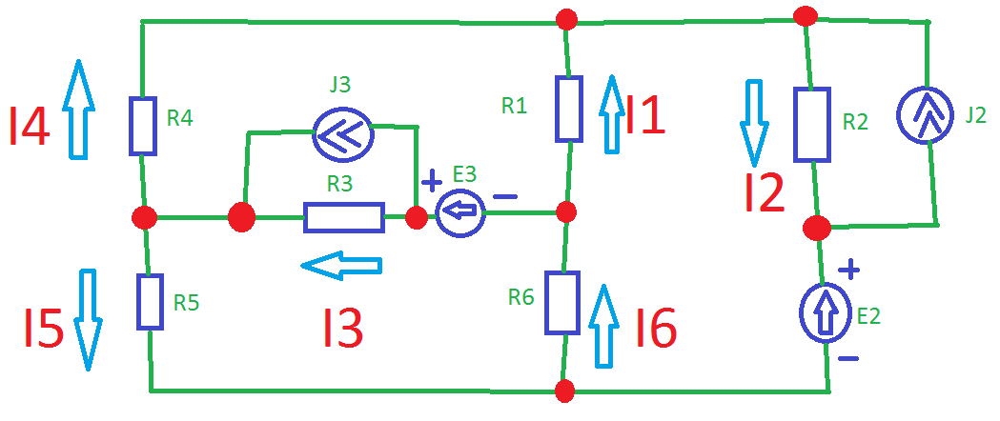 J3
R4
I4
R1
I1
R2
J2
R3
+
E3
−
I2
R5
I5
I3
R6
I6
+
E2
−